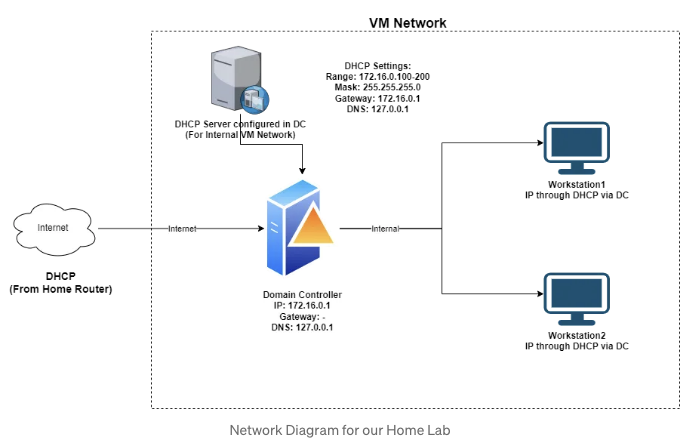 VM Network
DHCP Settings:
Range: 172.16.0.100-200
Mask: 255.255.255.0
Gateway: 172.16.0.1
DNS: 127.0.0.1
DHCP Server configured in DC
(For Internal VM Network)
Workstation1
IP through DHCP via DC
Internet
Internet
Internal
DHCP
(From Home Router)
Domain Controller
IP: 172.16.0.1
Gateway: -
DNS: 127.0.0.1
Workstation2
IP through DHCP via DC
Network Diagram for our Home Lab